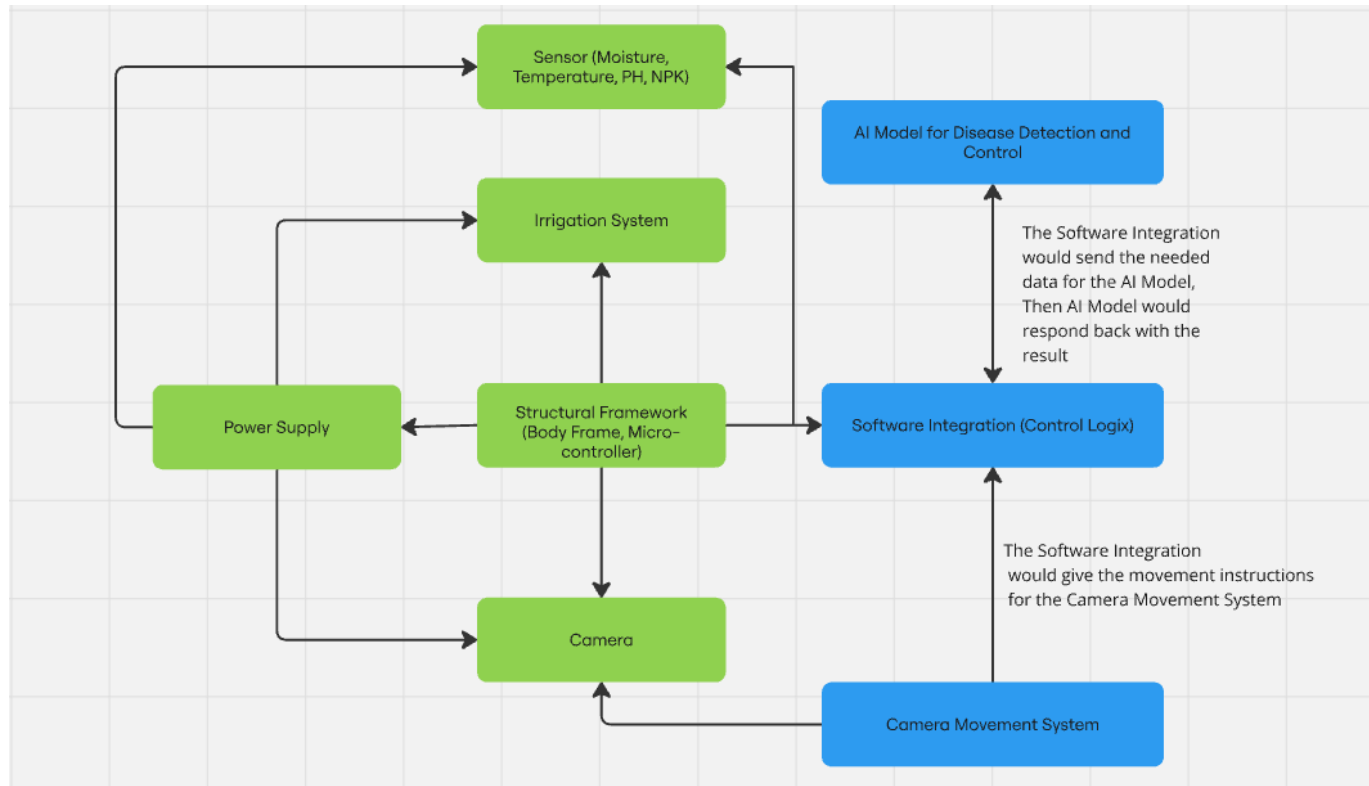 Sensor (Moisture,
Temperature, PH, NPK)
AI Model for Disease Detection and
Control
Irrigation System
The Software Integration
would send the needed
data for the AI Model,
Then AI Model would
respond back with the
result
Power Supply
Structural Framework
(Body Frame, Micro-
controller)
Software Integration (Control Logix)
The Software Integration
would give the movement instructions
for the Camera Movement System
Camera
Camera Movement System